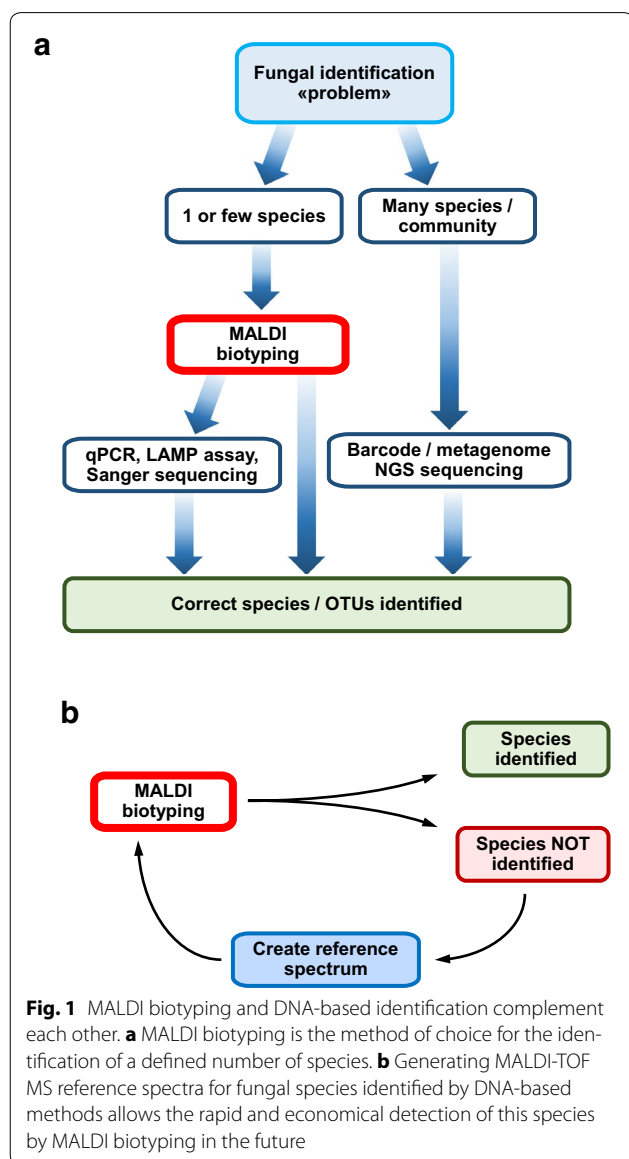 a
Fungal identification
«problem»
1 or few species
Many species /
community
MALDI
biotyping
qPCR, LAMP assay,
Sanger sequencing
Barcode / metagenome
NGS sequencing
Correct species / OTUs identified
b
Species
identified
MALDI
biotyping
Species NOT
identified
Create reference
spectrum
Fig. 1 MALDI biotyping and DNA-based identification complement
each other. a MALDI biotyping is the method of choice for the iden-
tification of a defined number of species. b Generating MALDI-TOF
MS reference spectra for fungal species identified by DNA-based
methods allows the rapid and economical detection of this species
by MALDI biotyping in the future